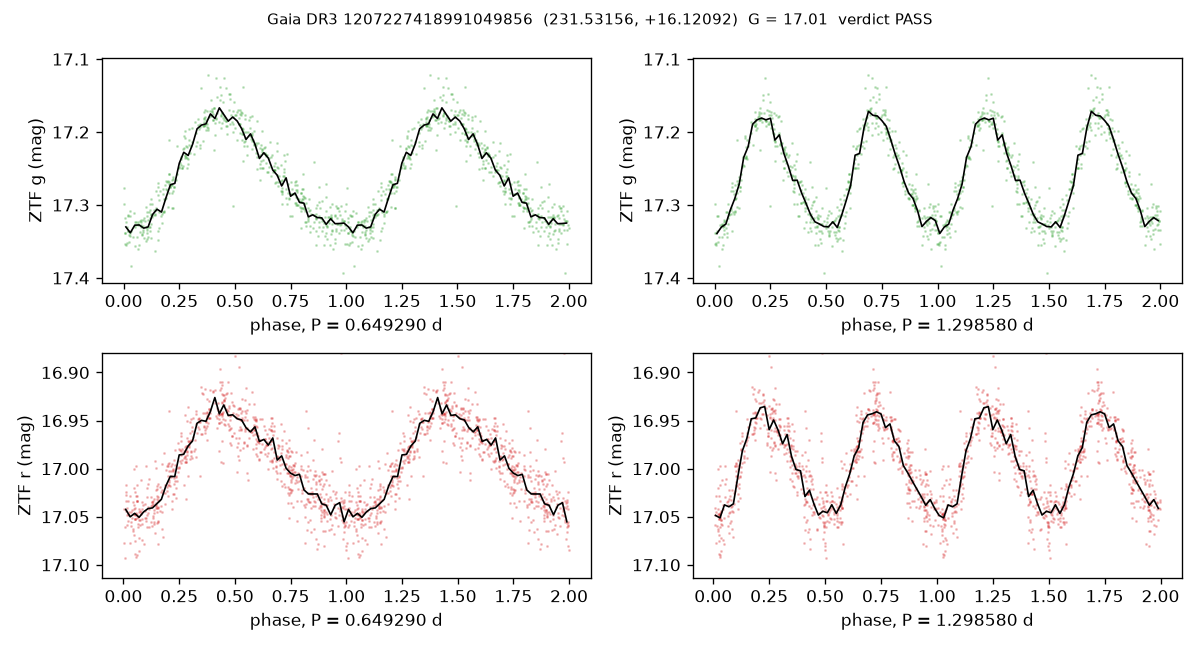 Gaia DR3 1207227418991049856 (231.53156, +16.12092) G = 17.01 verdict PASS
ZTF g (mag)
17.1
17.2
17.3
17.4
0.00 0.25 0.50 0.75 1.00 1.25 1.50 1.75 2.00
phase, P = 0.649290 d
ZTF g (mag)
17.1
17.2
17.3
17.4
0.00 0.25 0.50 0.75 1.00 1.25 1.50 1.75 2.00
phase, P = 1.298580 d
ZTF r (mag)
16.90
16.95
17.00
17.05
17.10
0.00 0.25 0.50 0.75 1.00 1.25 1.50 1.75 2.00
phase, P = 0.649290 d
ZTF r (mag)
16.90
16.95
17.00
17.05
17.10
0.00 0.25 0.50 0.75 1.00 1.25 1.50 1.75 2.00
phase, P = 1.298580 d